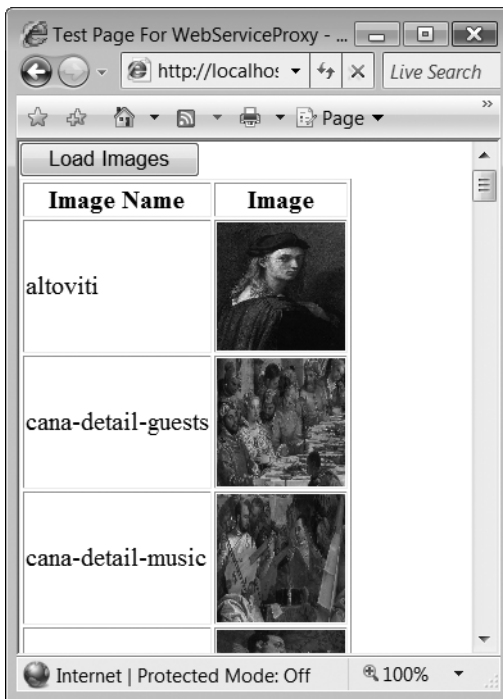 Test Page For WebServiceProxy - ...
http://localhos
Live Search
Page
»
Load Images
Image Name Image
altoviti
cana-detail-guests
cana-detail-music
Internet | Protected Mode: Off 100%